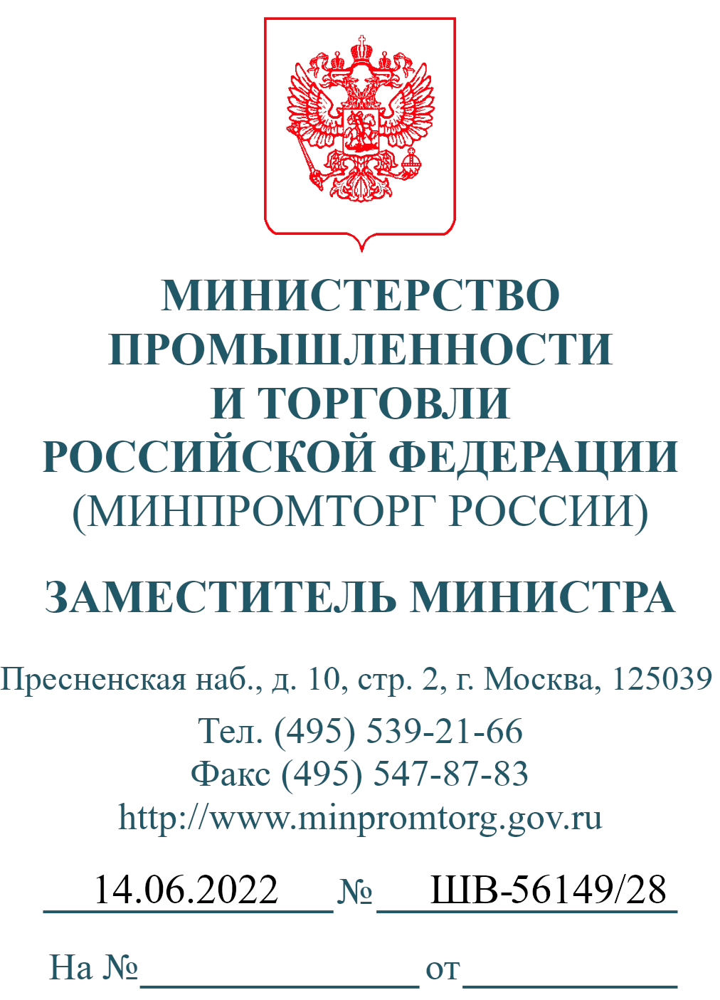 МИНИСТЕРСТВО
ПРОМЫШЛЕННОСТИ
И ТОРГОВЛИ
РОССИЙСКОЙ ФЕДЕРАЦИИ
(МИНПРОМТОРГ РОССИИ)
ЗАМЕСТИТЕЛЬ МИНИСТРА
Пресненская наб., д. 10, стр. 2, г. Москва, 125039
Тел. (495) 539-21-66
Факс (495) 547-87-83
http://www.minpromtorg.gov.ru
14.06.2022 № ШВ-56149/28
На № от